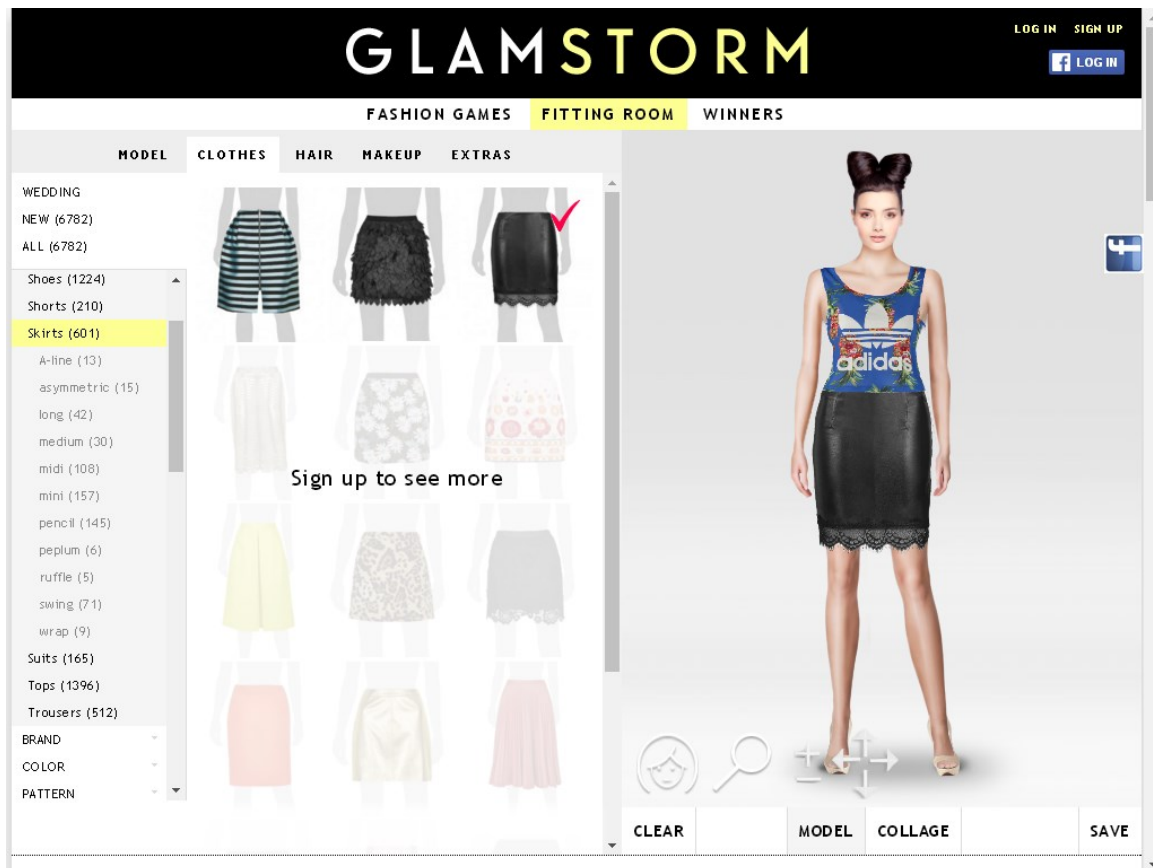 LOG IN SIGN UP
GLAMSTORM
f LOG IN
FASHION GAMES FITTING ROOM WINNERS
MODEL CLOTHES HAIR MAKEUP EXTRAS
WEDDING
NEW (6782)
ALL (6782)
Shoes (1224)
Shorts (210)
Skirts (601)
A-line (13)
asymmetric (15)
long (42)
medium (30)
midi (108)
mini (157)
pencil (145)
peplum (6)
ruffle (5)
swing (71)
wrap (9)
Suits (165)
Tops (1396)
Trousers (512)
BRAND
COLOR
PATTERN
Sign up to see more
adidas
f
CLEAR MODEL COLLAGE SAVE